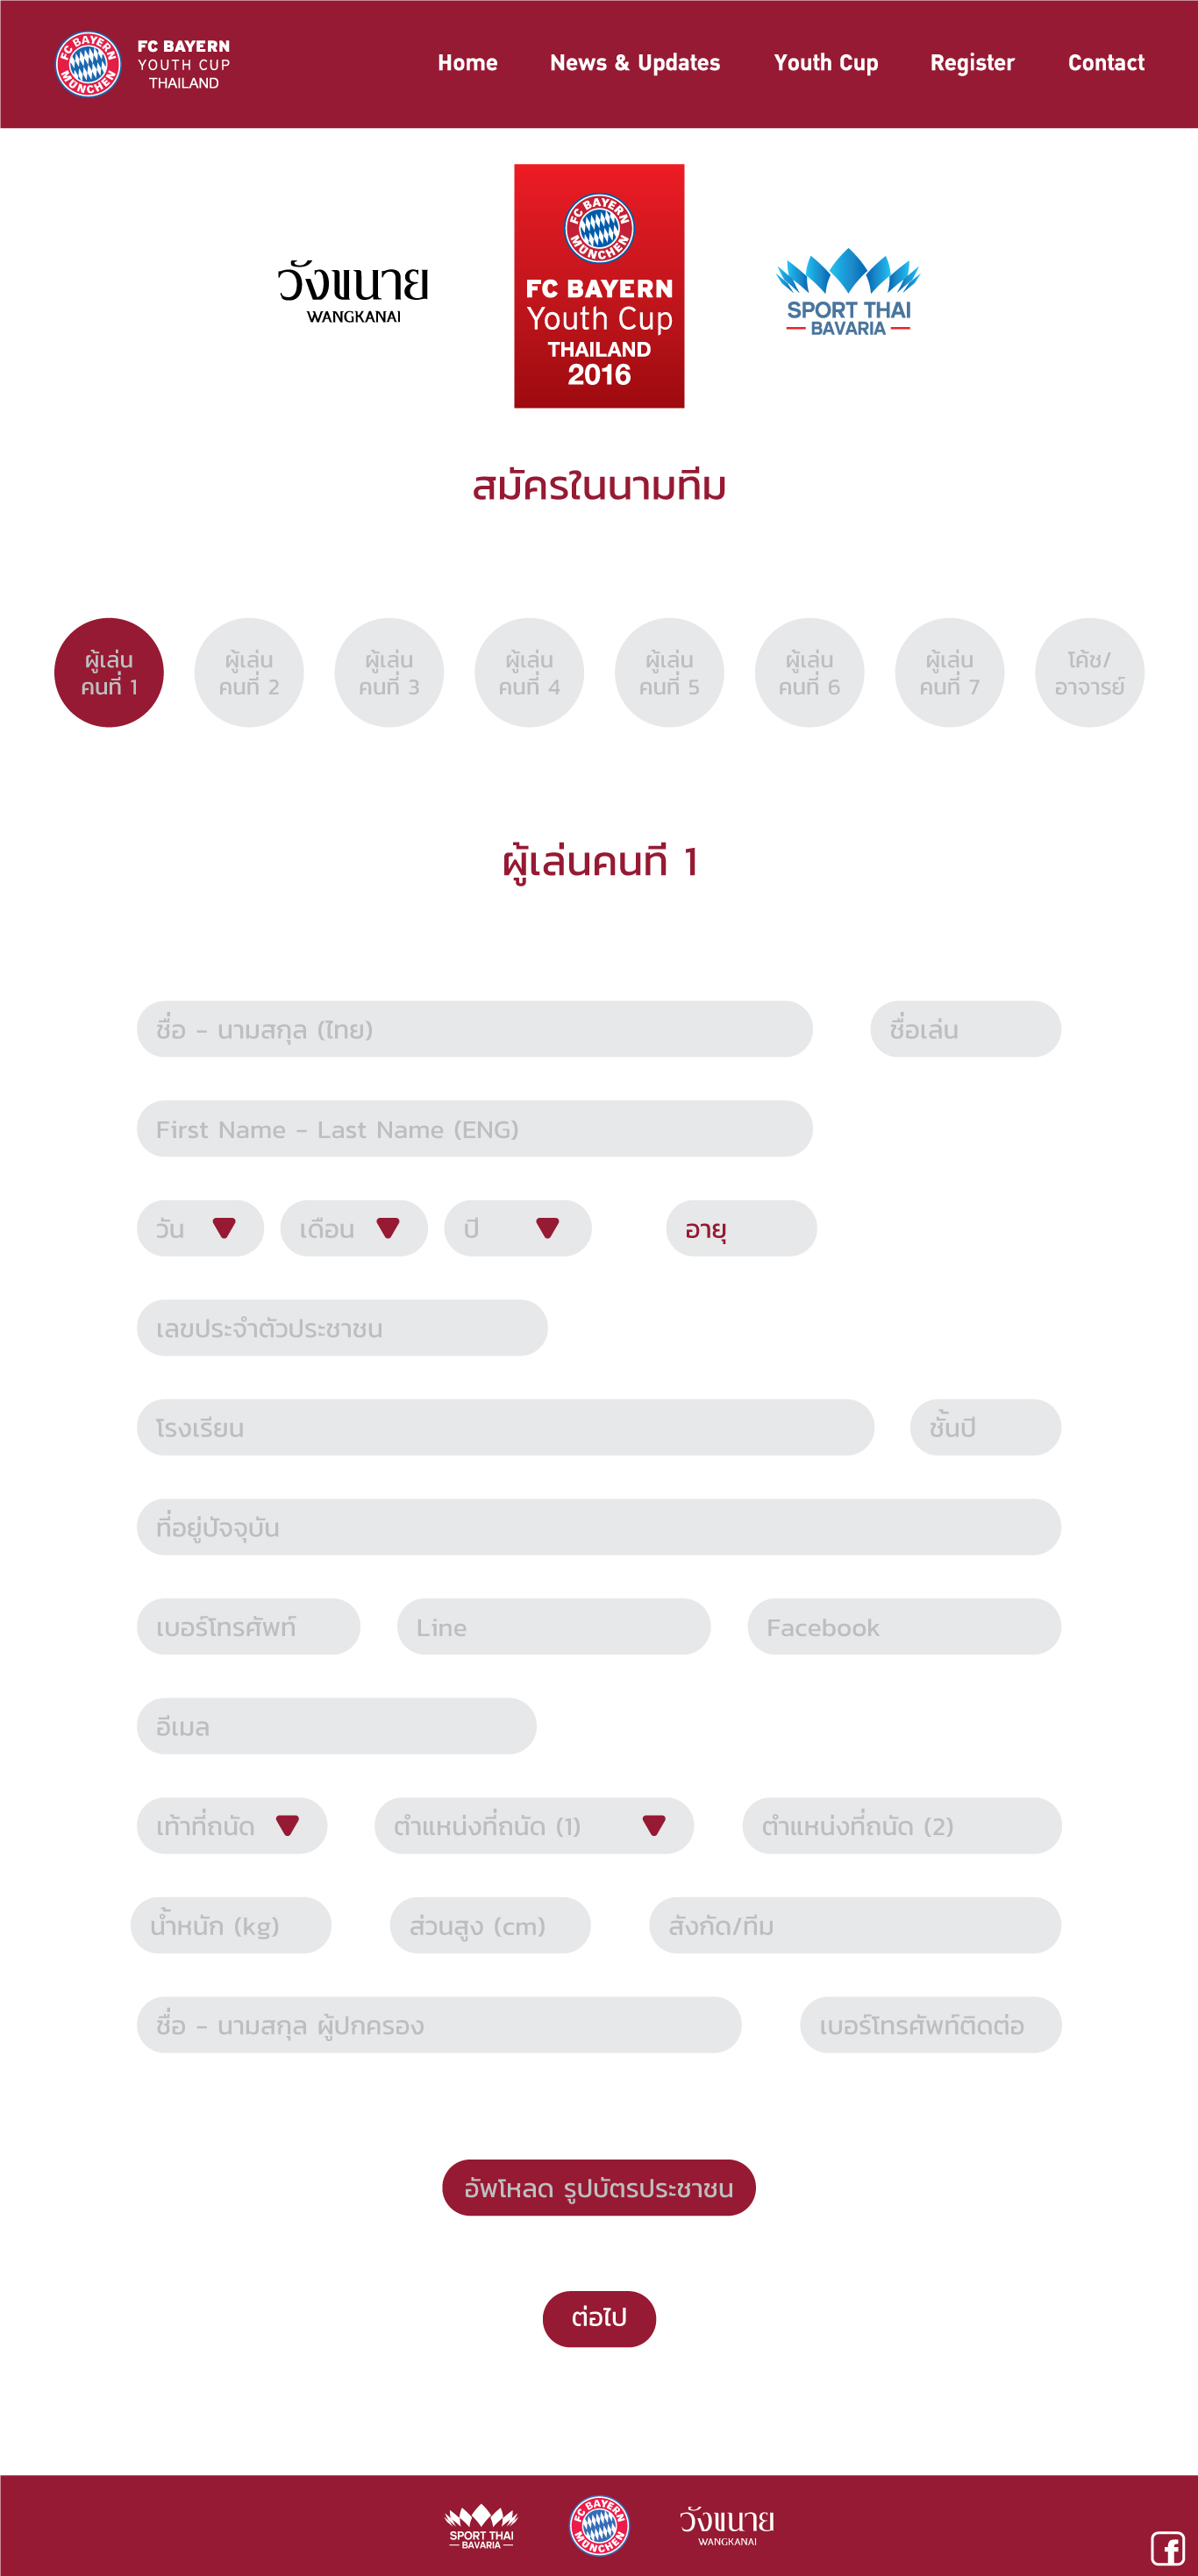 FC BAYERN MÜNCHEN
FC BAYERN
YOUTH CUP
THAILAND
Home News & Updates Youth Cup Register Contact
วังขนาย
WANGKANAI
FC BAYERN MÜNCHEN
FC BAYERN
Youth Cup
THAILAND
2016
SPORT THAI
BAVARIA
สมัครในนามทีม
ผู้เล่น
คนที่ 1
ผู้เล่น
คนที่ 2
ผู้เล่น
คนที่ 3
ผู้เล่น
คนที่ 4
ผู้เล่น
คนที่ 5
ผู้เล่น
คนที่ 6
ผู้เล่น
คนที่ 7
โค้ช/
อาจารย์
ผู้เล่นคนที 1
ชื่อ - นามสกุล (ไทย) ชื่อเล่น
First Name - Last Name (ENG)
วัน เดือน ปี อายุ
เลขประจำตัวประชาชน
โรงเรียน ชั้นปี
ที่อยู่ปัจจุบัน
เบอร์โทรศัพท์ Line Facebook
อีเมล
เท้าที่ถนัด ตำแหน่งที่ถนัด (1) ตำแหน่งที่ถนัด (2)
น้ำหนัก (kg) ส่วนสูง (cm) สังกัด/ทีม
ชื่อ - นามสกุล ผู้ปกครอง เบอร์โทรศัพท์ติดต่อ
อัพโหลด รูปบัตรประชาชน
ต่อไป
SPORT THAI
BAVARIA
FC BAYERN MÜNCHEN
วังขนาย
WANGKANAI